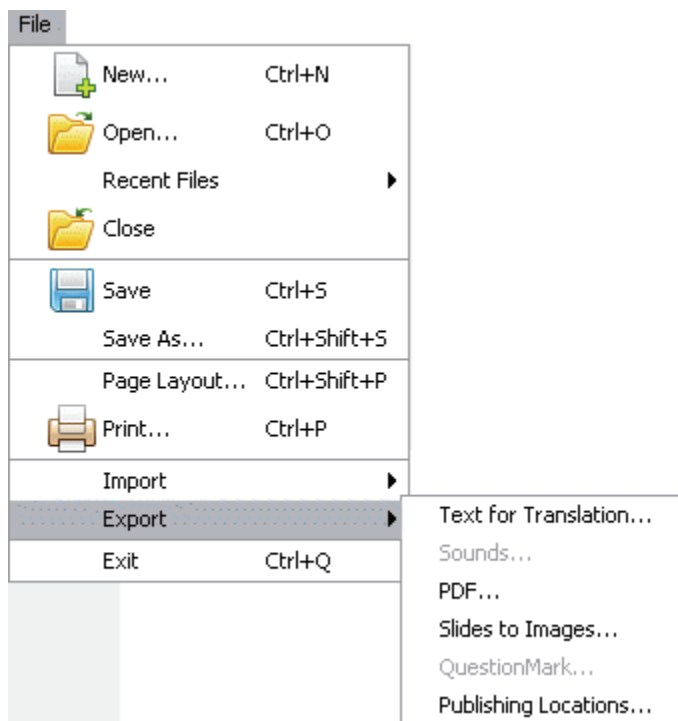 File
New... Ctrl+N
Open... Ctrl+O
Recent Files
Close
Save Ctrl+S
Save As... Ctrl+Shift+S
Page Layout... Ctrl+Shift+P
Print... Ctrl+P
Import
Export
Exit Ctrl+Q
Text for Translation...
Sounds...
PDF...
Slides to Images...
QuestionMark...
Publishing Locations...